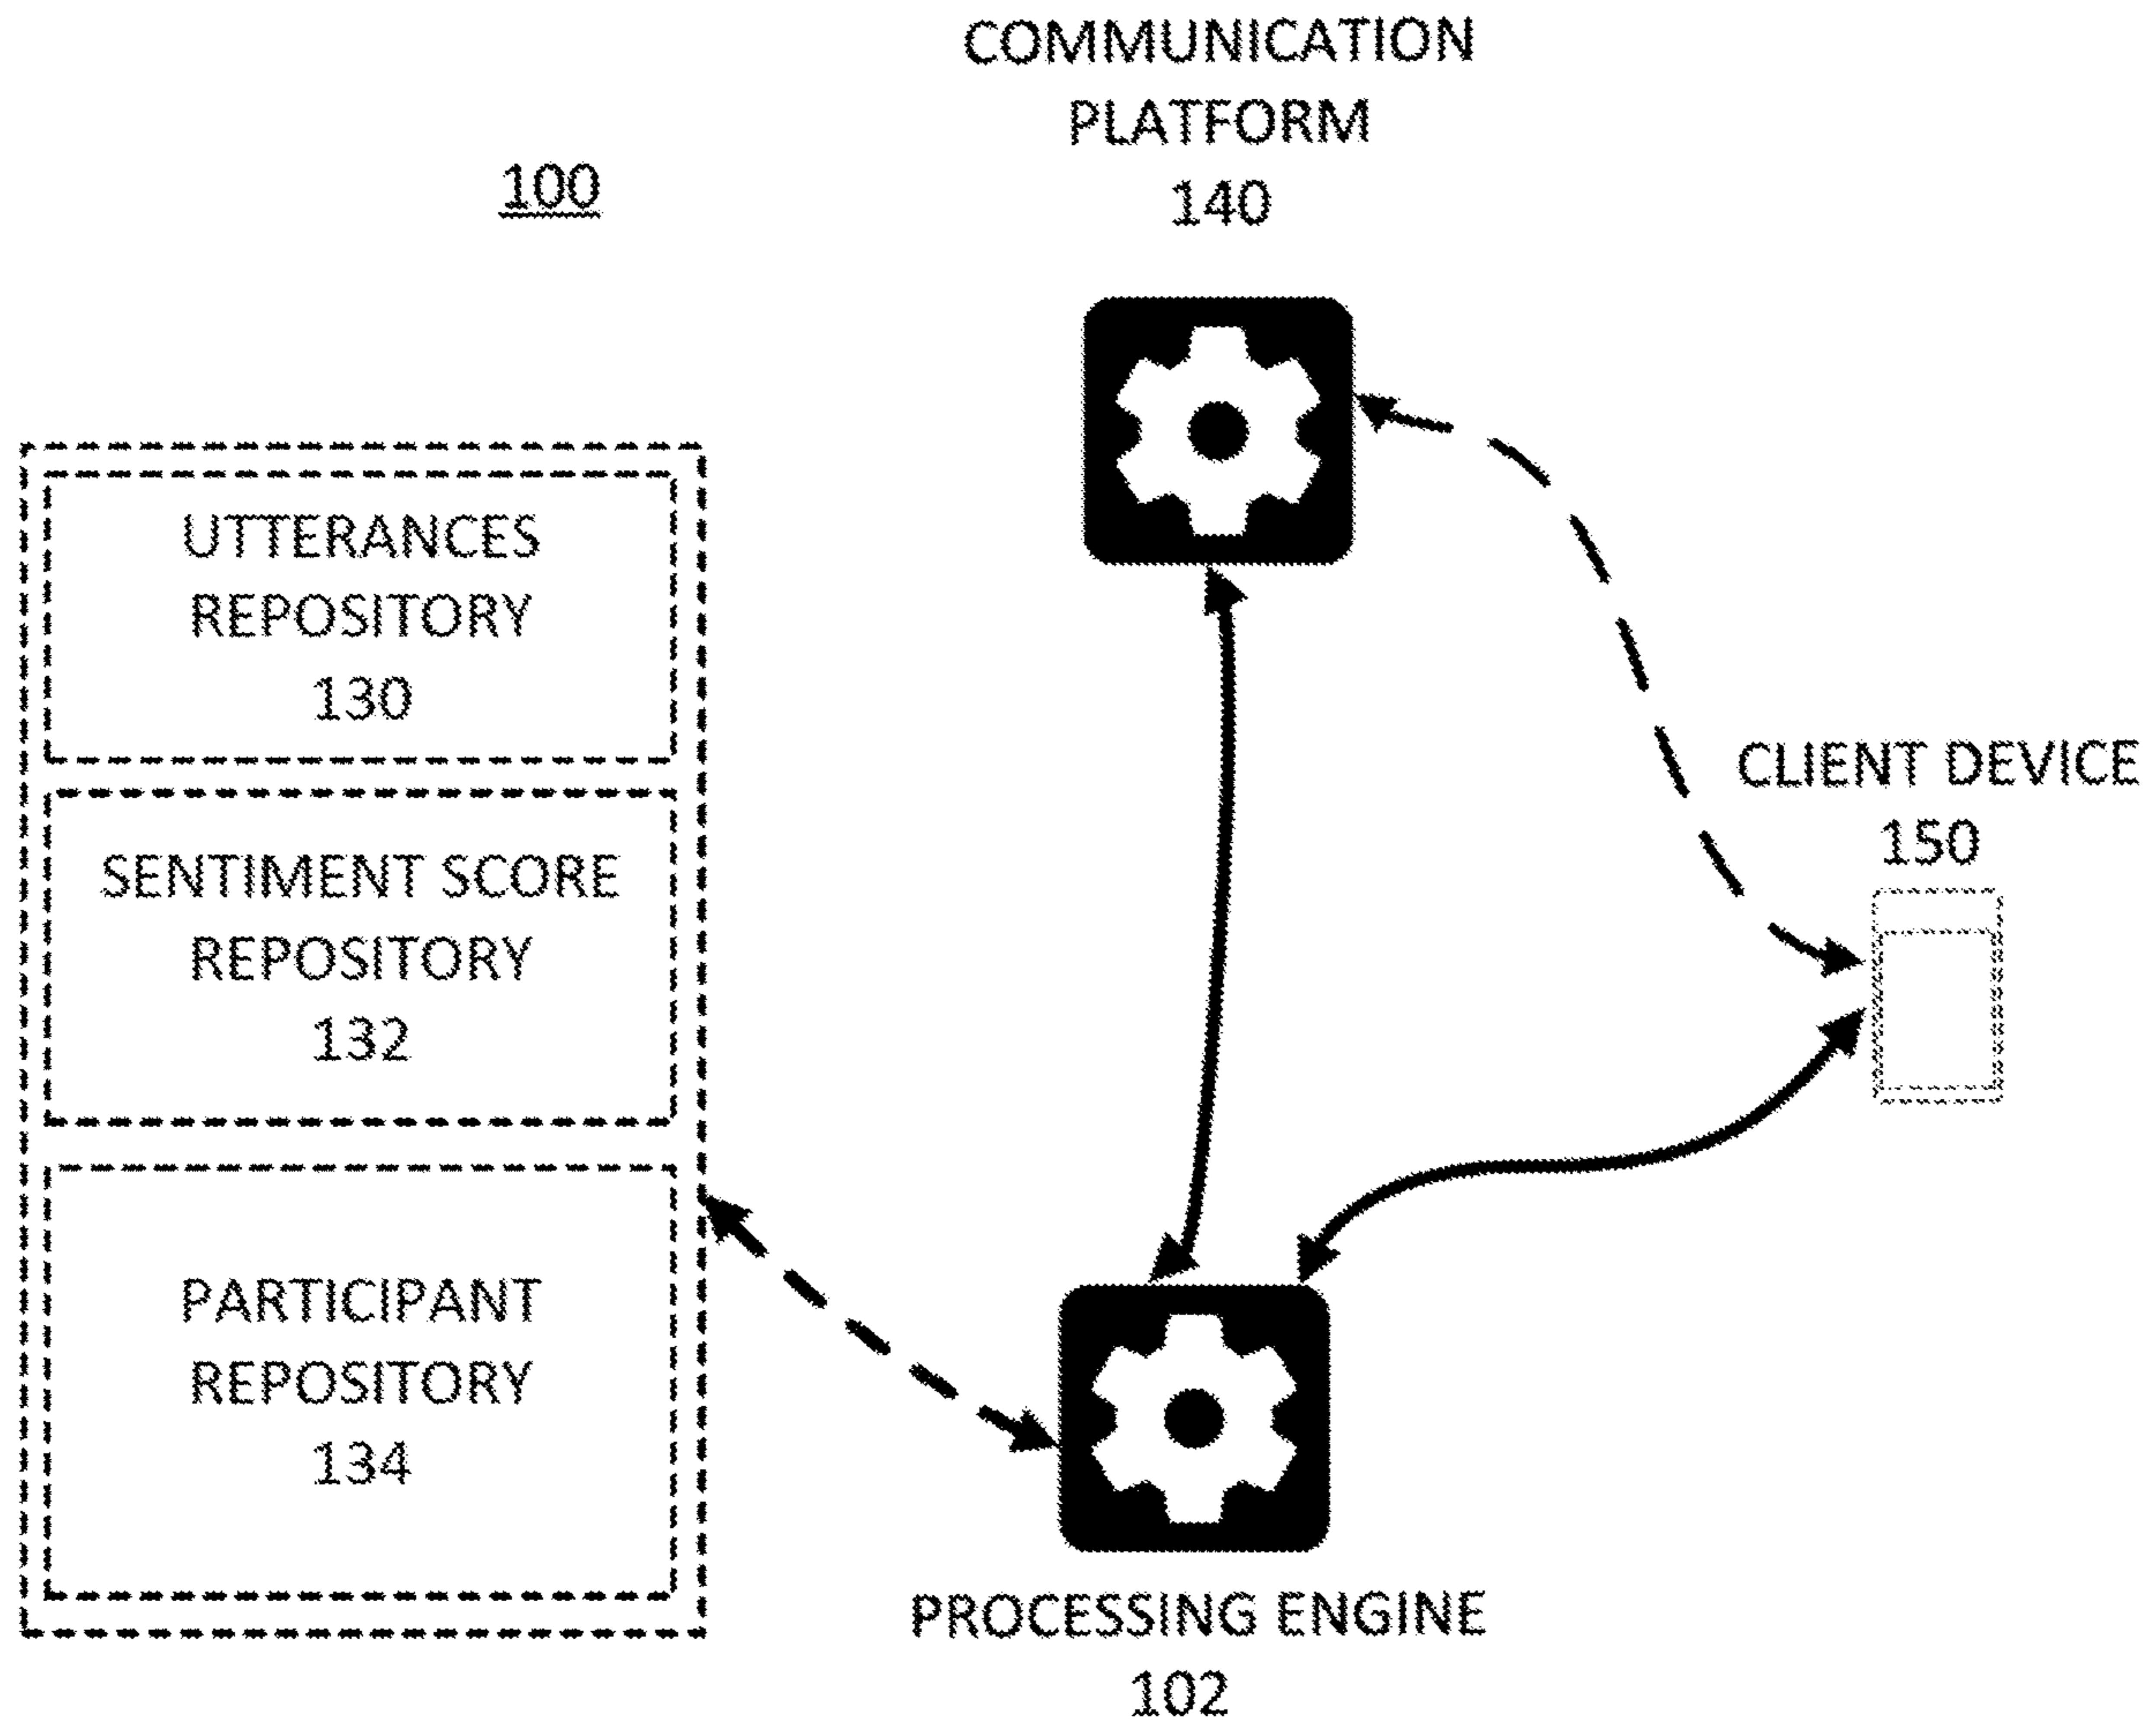 COMMUNICATION
PLATFORM
140
100
UTTERANCES
REPOSITORY
130
SENTIMENT SCORE
REPOSITORY
132
PARTICIPANT
REPOSITORY
134
CLIENT DEVICE
150
PROCESSING ENGINE
102